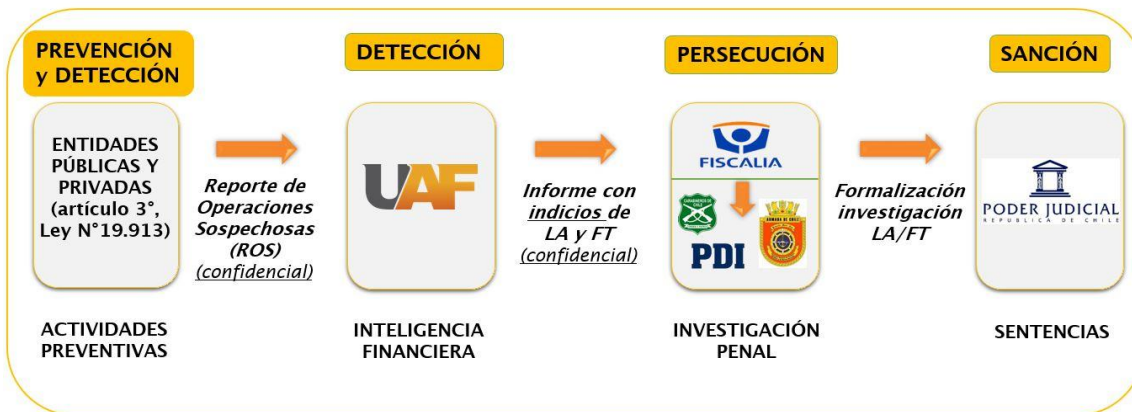 PREVENCIÓN
y DETECCIÓN
ENTIDADES
PÚBLICAS Y
PRIVADAS
(artículo 3°,
Ley N°19.913)
ACTIVIDADES
PREVENTIVAS
Reporte de
Operaciones
Sospechosas
(ROS)
(confidencial)
DETECCIÓN
UAF
INTELIGENCIA
FINANCIERA
Informe con
indicios de
LA y FT
(confidencial)
PERSECUCIÓN
FISCALIA
PDI
INVESTIGACIÓN
PENAL
Formalización
investigación
LA/FT
SANCIÓN
PODER JUDICIAL
REPUBLICA DE CHILE
SENTENCIAS